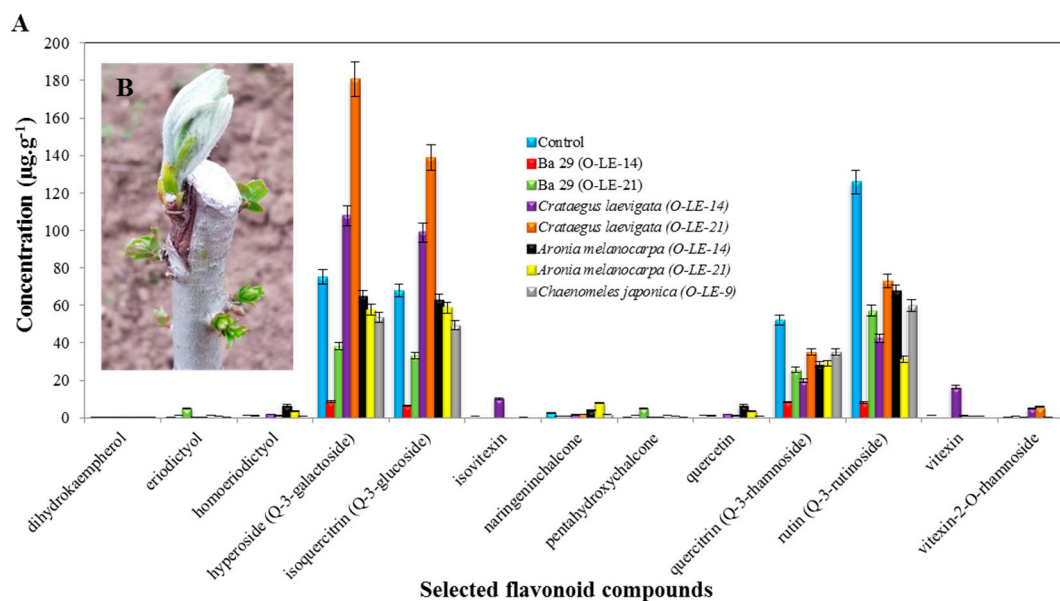 A
200
180
160
140
120
100
80
60
40
20
0
Concentration (µg.g-1)
B
Control
Ba 29 (O-LE-14)
Ba 29 (O-LE-21)
Crataegus laevigata (O-LE-14)
Crataegus laevigata (O-LE-21)
Aronia melanocarpa (O-LE-14)
Aronia melanocarpa (O-LE-21)
Chaenomeles japonica (O-LE-9)
dihydrokaempherol
eriodictyol
homoeriodictyol
hyperoside (Q-3-galactoside)
isoquercitrin (Q-3-glucoside)
isovitexin
naringeninchalcone
pentahydroxychalcone
quercetin
quercitrin (Q-3-rhamnoside)
rutin (Q-3-rutinoside)
vitexin
vitexin-2-O-rhamnoside
Selected flavonoid compounds